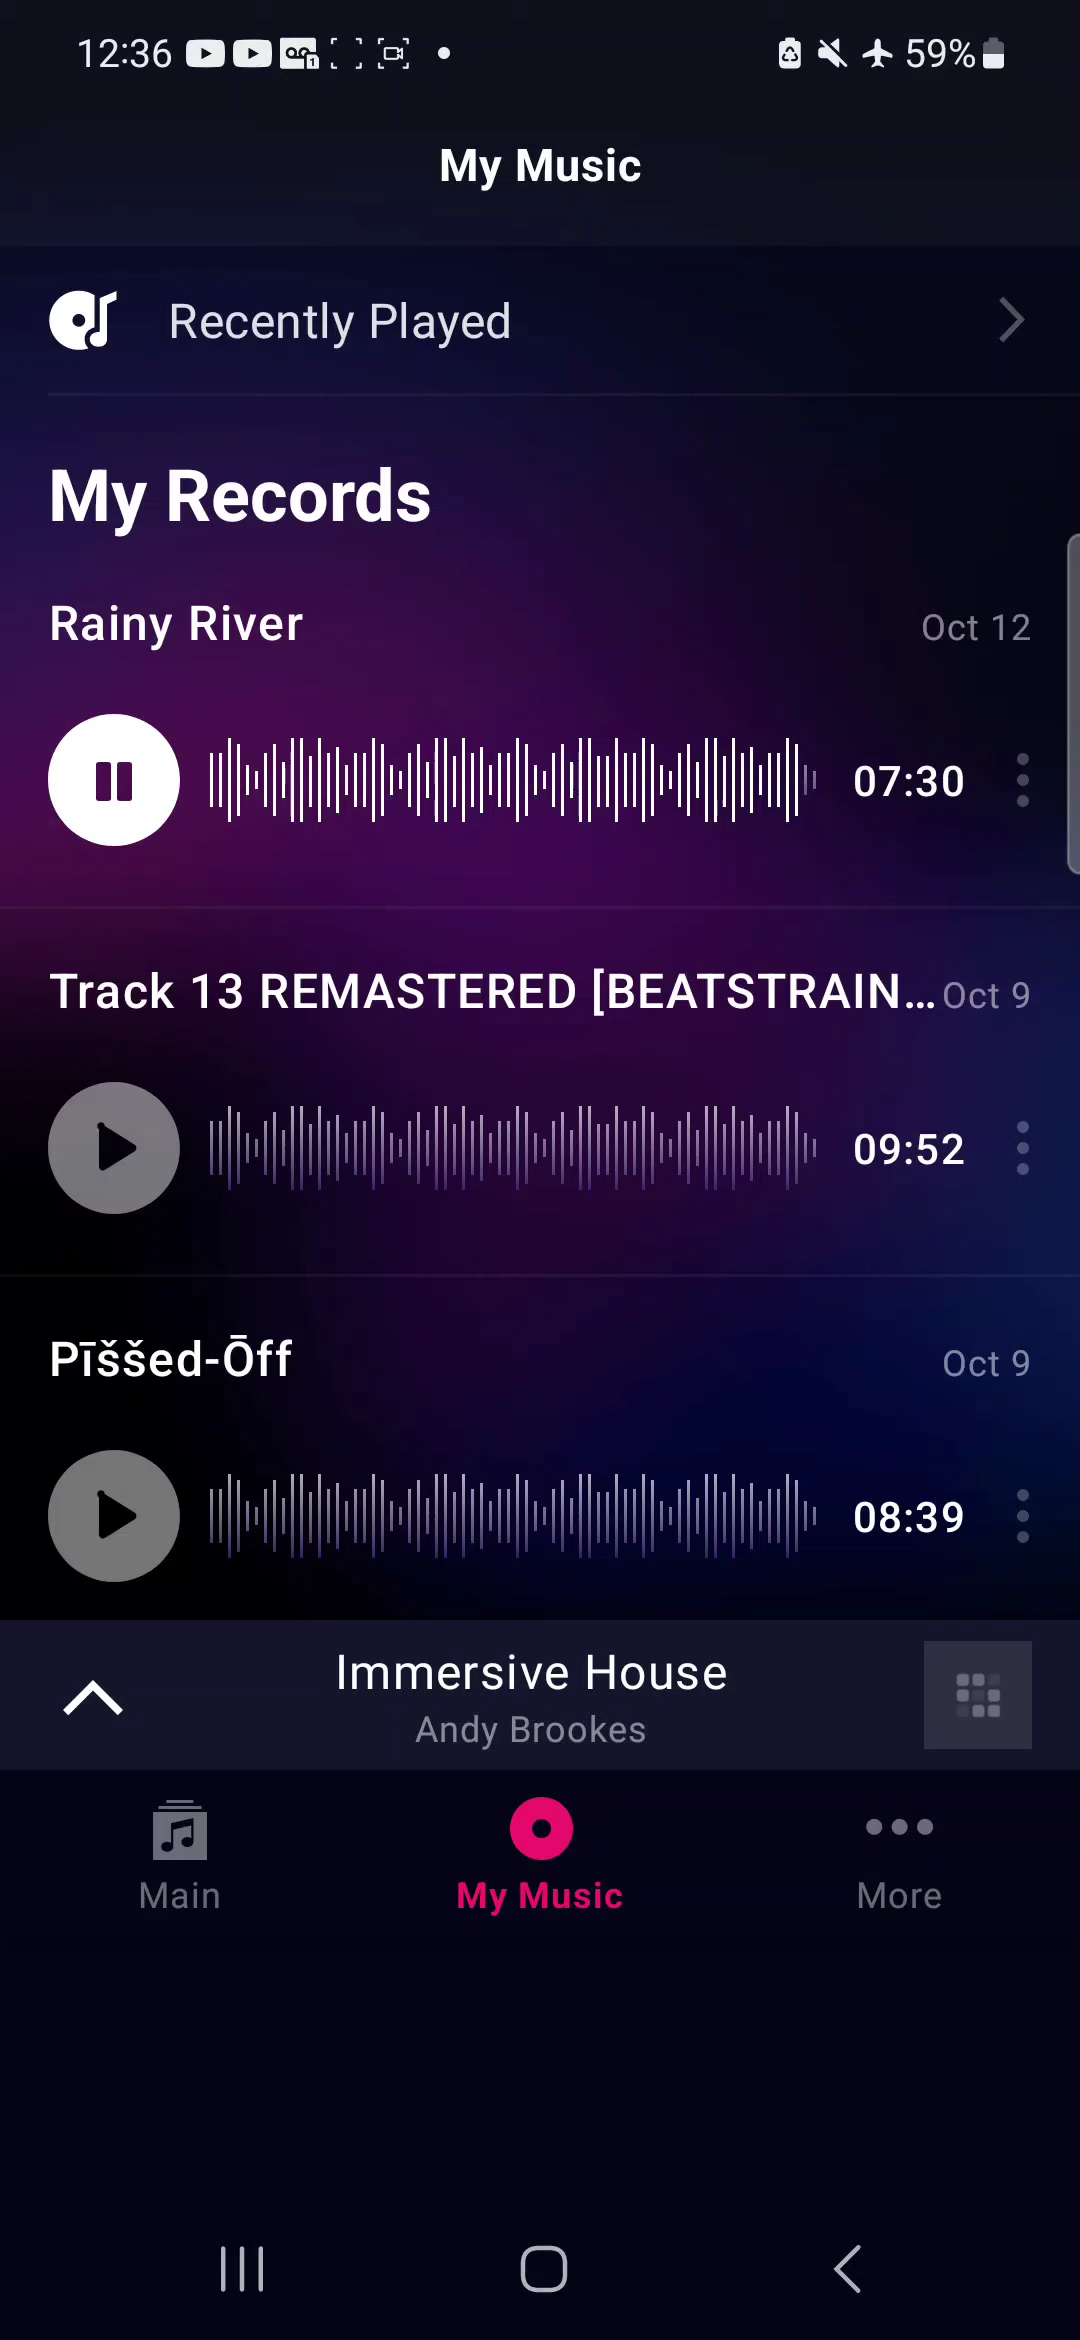 12:36
59%
My Music
Recently Played
My Records
Rainy River
Oct 12
07:30
Track 13 REMASTERED [BEATSTRAIN...
Oct 9
09:52
Pīššed-Ōff
Oct 9
08:39
Immersive House
Andy Brookes
Main
My Music
More